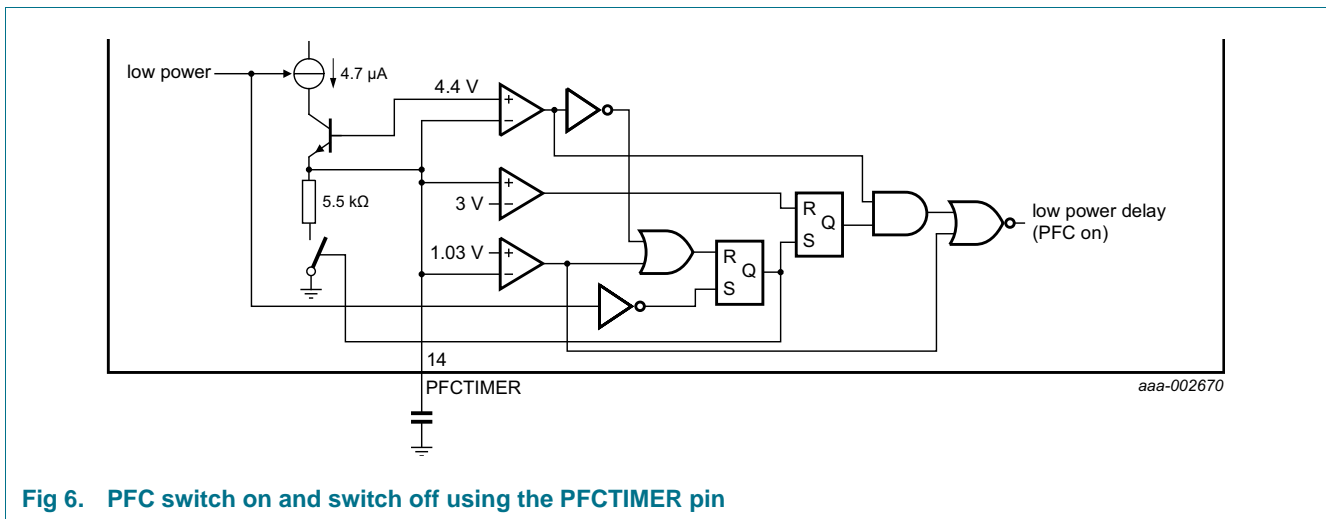 low power
4.7 µA
4.4 V
+
−
5.5 kΩ
+
3 V
−
R
Q
S
low power delay
(PFC on)
1.03 V
+
−
R
Q
S
14
PFCTIMER
aaa-002670
Fig 6. PFC switch on and switch off using the PFCTIMER pin